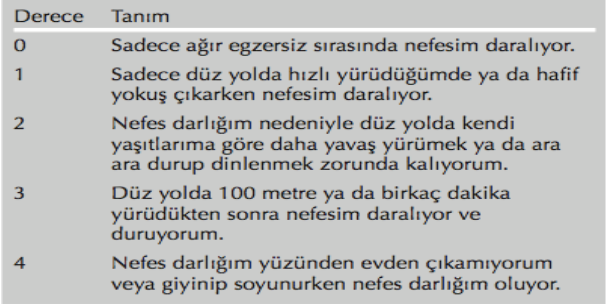 Derece Tanım
0 Sadece ağır egzersiz sırasında nefesim daralıyor.
1 Sadece düz yolda hızlı yürüdüğümde ya da hafif
yokuş çıkarken nefesim daralıyor.
2 Nefes darlığım nedeniyle düz yolda kendi
yaşıtlarıma göre daha yavaş yürümek ya da ara
ara durup dinlenmek zorunda kalıyorum.
3 Düz yolda 100 metre ya da birkaç dakika
yürüdükten sonra nefesim daralıyor ve
duruyorum.
4 Nefes darlığım yüzünden evden çıkamıyorum
veya giyinip soyunurken nefes darlığım oluyor.